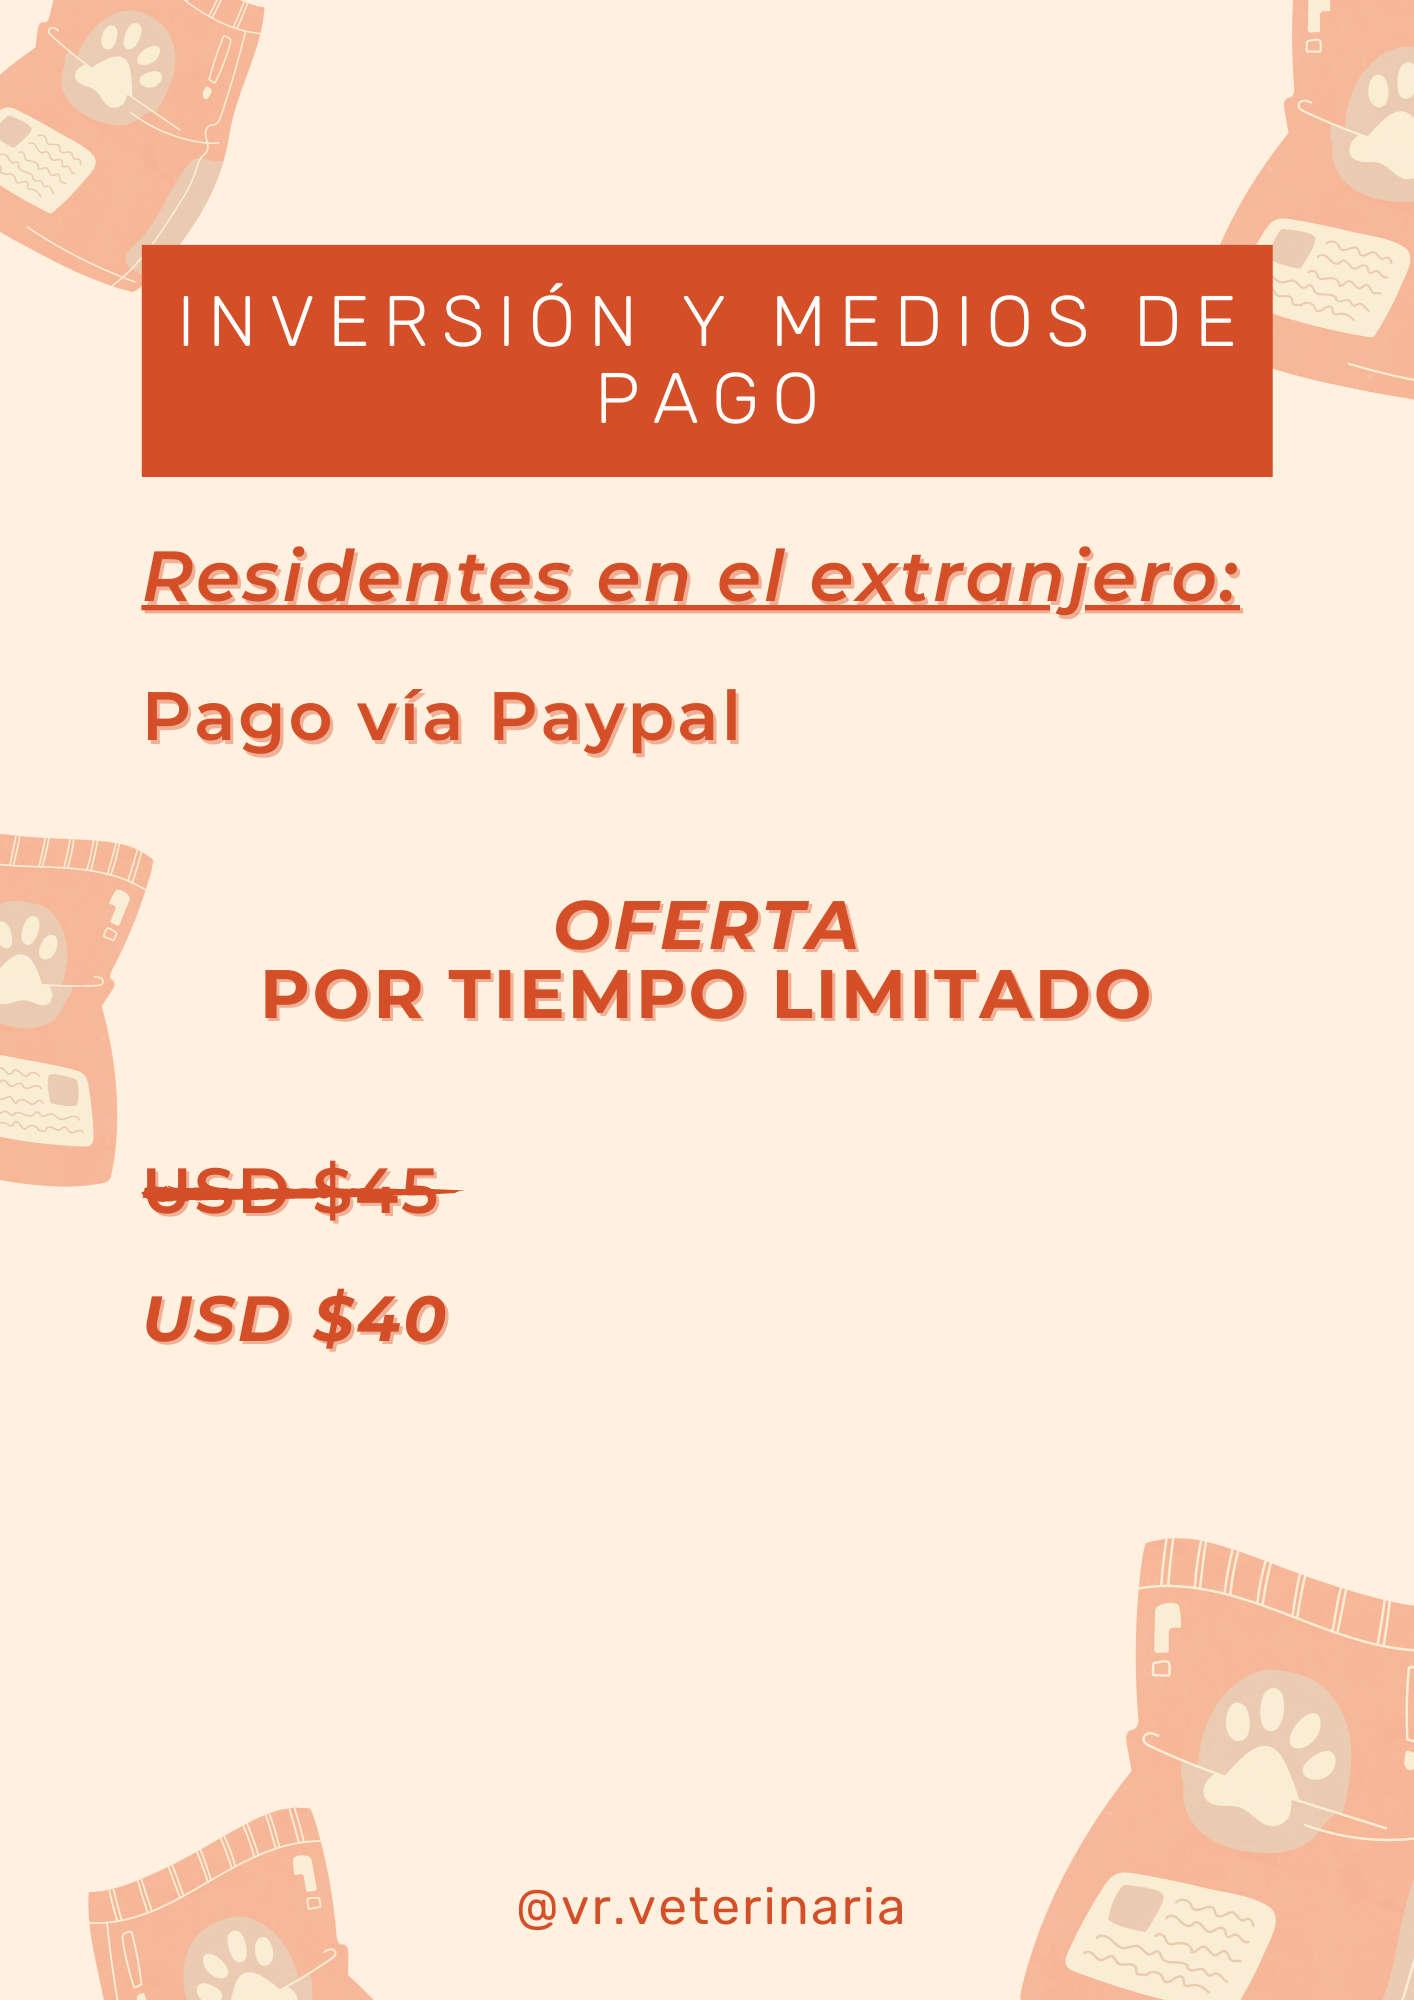 INVERSIÓN Y MEDIOS DE
PAGO
Residentes en el extranjero:
Pago vía Paypal
OFERTA
POR TIEMPO LIMITADO
USD $45
USD $40
@vr.veterinaria